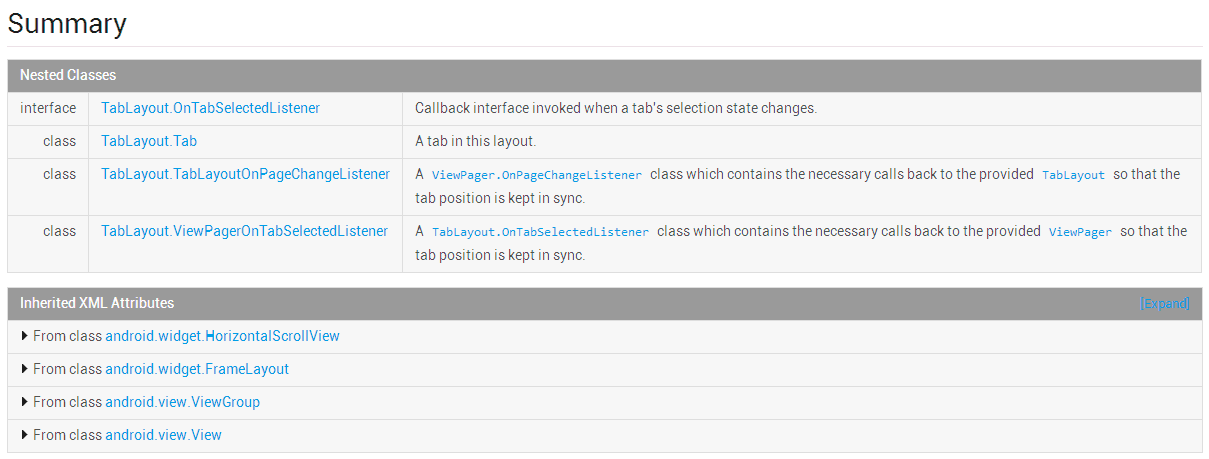 Summary
Nested Classes
interface TabLayout.OnTabSelectedListener Callback interface invoked when a tab's selection state changes.
class TabLayout.Tab A tab in this layout.
class TabLayout.TabLayoutOnPageChangeListener A ViewPager.OnPageChangeListener class which contains the necessary calls back to the provided TabLayout so that the
tab position is kept in sync.
class TabLayout.ViewPagerOnTabSelectedListener A TabLayout.OnTabSelectedListener class which contains the necessary calls back to the provided ViewPager so that the
tab position is kept in sync.
Inherited XML Attributes [Expand]
From class android.widget.HorizontalScrollView
From class android.widget.FrameLayout
From class android.view.ViewGroup
From class android.view.View